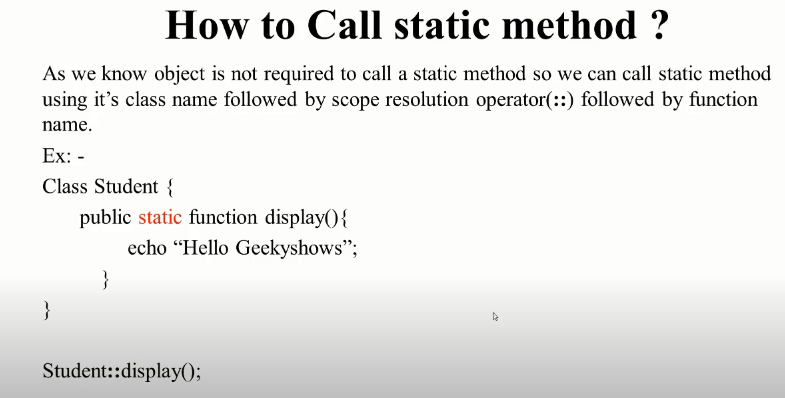 How to Call static method ?
As we know object is not required to call a static method so we can call static method
using it’s class name followed by scope resolution operator(::) followed by function
name.
Ex: -
Class Student {
public static function display(){
echo “Hello Geekyshows”;
}
}
Student::display();